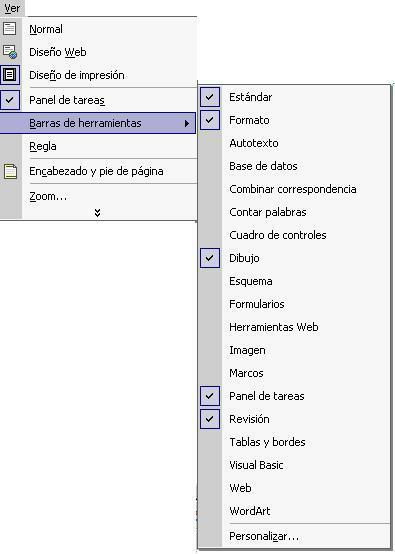 Ver
Normal
Diseño Web
Diseño de impresión
Panel de tareas
Barras de herramientas
Regla
Encabezado y pie de página
Zoom...
Estándar
Formato
Autotexto
Base de datos
Combinar correspondencia
Contar palabras
Cuadro de controles
Dibujo
Esquema
Formularios
Herramientas Web
Imagen
Marcos
Panel de tareas
Revisión
Tablas y bordes
Visual Basic
Web
WordArt
Personalizar...